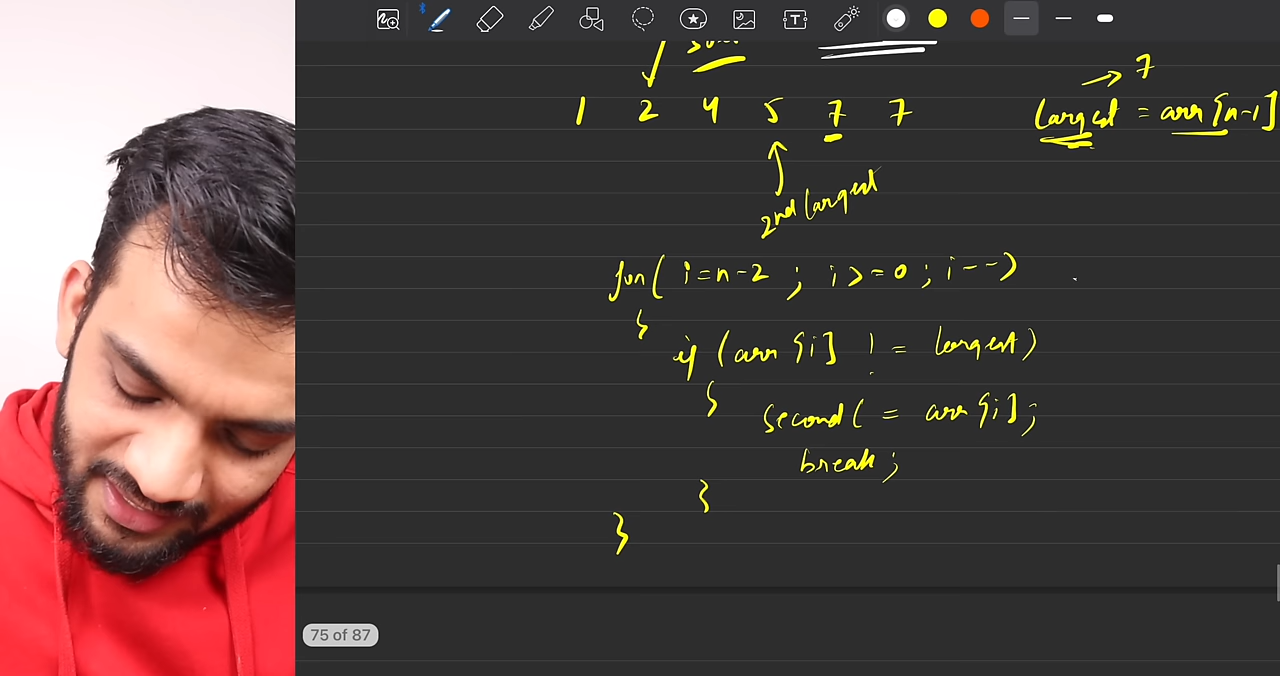 → 7
1 2 4 5 7 7
largest = arr[n-1]
2nd largest
for( i=n-2 ; i>=0 ; i--)
{
if (arr[i] != largest)
{
secondl = arr[i];
break;
}
}
75 of 87